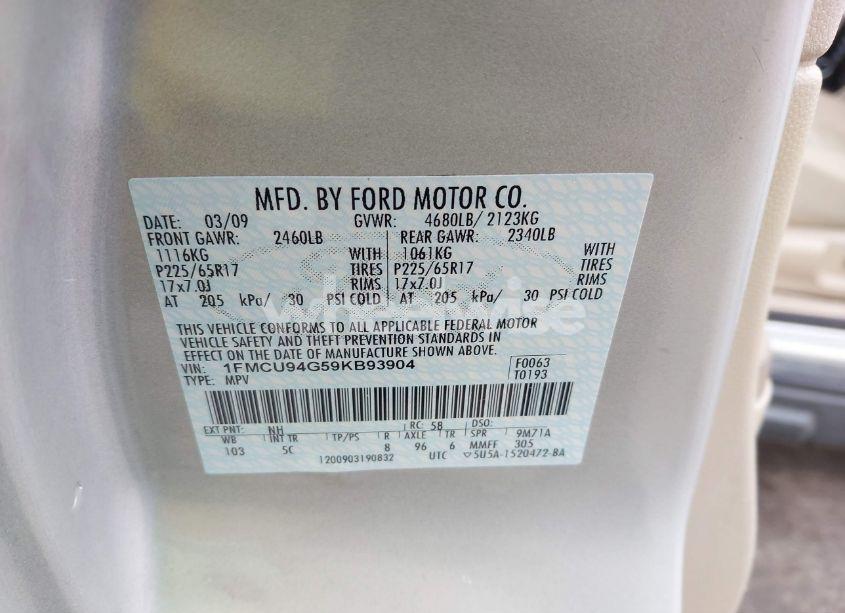 MFD. BY FORD MOTOR CO.
DATE: 03/09 GVWR: 4680LB/ 2123KG
FRONT GAWR: 2460LB REAR GAWR: 2340LB
1116KG WITH 1061KG WITH
P225/65R17 TIRES P225/65R17 TIRES
17x7.0J RIMS 17x7.0J RIMS
AT 205 kPa/ 30 PSI COLD AT 205 kPa/ 30 PSI COLD
THIS VEHICLE CONFORMS TO ALL APPLICABLE FEDERAL MOTOR
VEHICLE SAFETY AND THEFT PREVENTION STANDARDS IN
EFFECT ON THE DATE OF MANUFACTURE SHOWN ABOVE.
VIN: 1FMCU94G59KB93904 F0063
TYPE: MPV T0193
EXT PNT: NH RC: 58 DSO:
WB INT TR TP/PS R AXLE TR SPR 9M71A
103 5C 8 96 6 MMFF 305
1200903190832 UTC ▽5U5A-1520472-BA